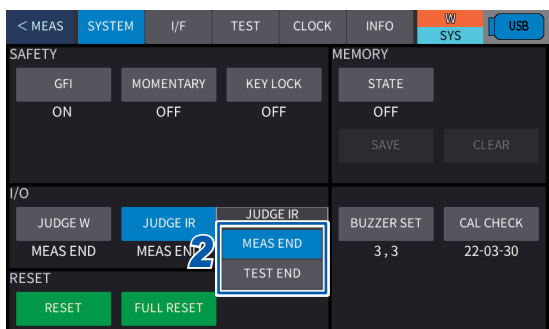 < MEAS SYSTEM I/F TEST CLOCK INFO W SYS USB
SAFETY MEMORY
GFI MOMENTARY KEY LOCK STATE
ON OFF OFF OFF
SAVE CLEAR
I/O
JUDGE W JUDGE IR JUDGE IR BUZZER SET CAL CHECK
MEAS END MEAS END 2 MEAS END 3 , 3 22-03-30
RESET TEST END
RESET FULL RESET